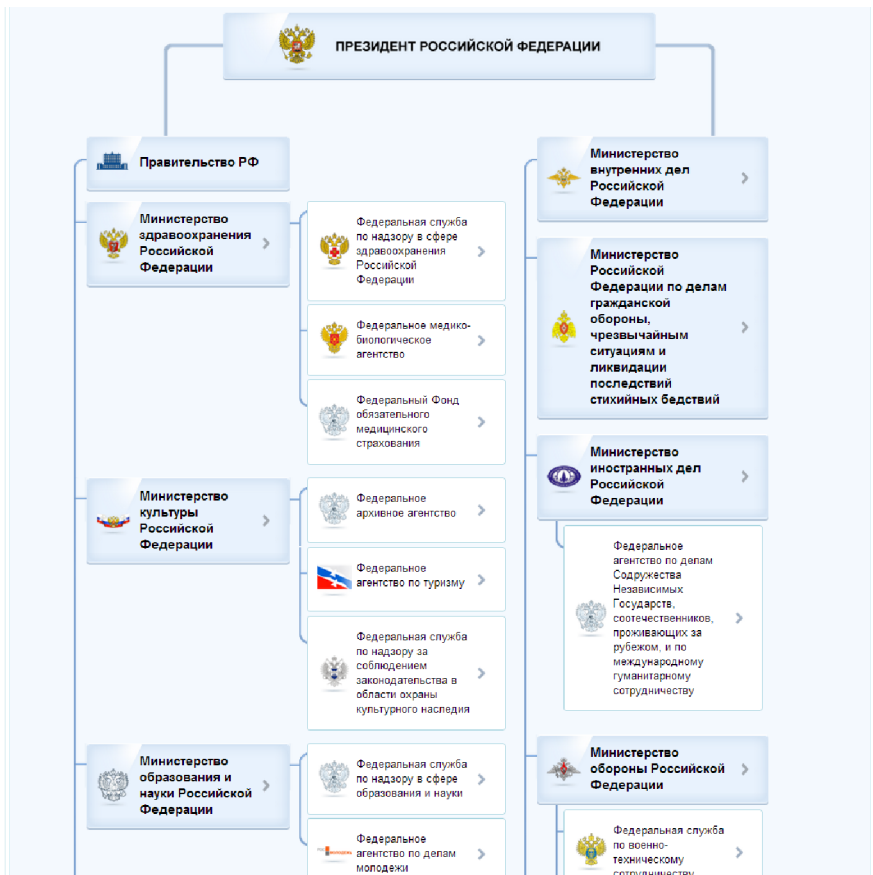 ПРЕЗИДЕНТ РОССИЙСКОЙ ФЕДЕРАЦИИ
Правительство РФ
Министерство
здравоохранения
Российской
Федерации
Федеральная служба
по надзору в сфере
здравоохранения
Российской
Федерации
Федеральное медико-
биологическое
агентство
Федеральный Фонд
обязательного
медицинского
страхования
Министерство
культуры
Российской
Федерации
Федеральное
архивное агентство
Федеральное
агентство по туризму
Федеральная служба
по надзору за
соблюдением
законодательства в
области охраны
культурного наследия
Министерство
образования и
науки Российской
Федерации
Федеральная служба
по надзору в сфере
образования и науки
Федеральное
агентство по делам
молодежи
Министерство
внутренних дел
Российской
Федерации
Министерство
Российской
Федерации по делам
гражданской
обороны,
чрезвычайным
ситуациям и
ликвидации
последствий
стихийных бедствий
Министерство
иностранных дел
Российской
Федерации
Федеральное
агентство по делам
Содружества
Независимых
Государств,
соотечественников,
проживающих за
рубежом, и по
международному
гуманитарному
сотрудничеству
Министерство
обороны Российской
Федерации
Федеральная служба
по военно-
техническому
сотрудничеству